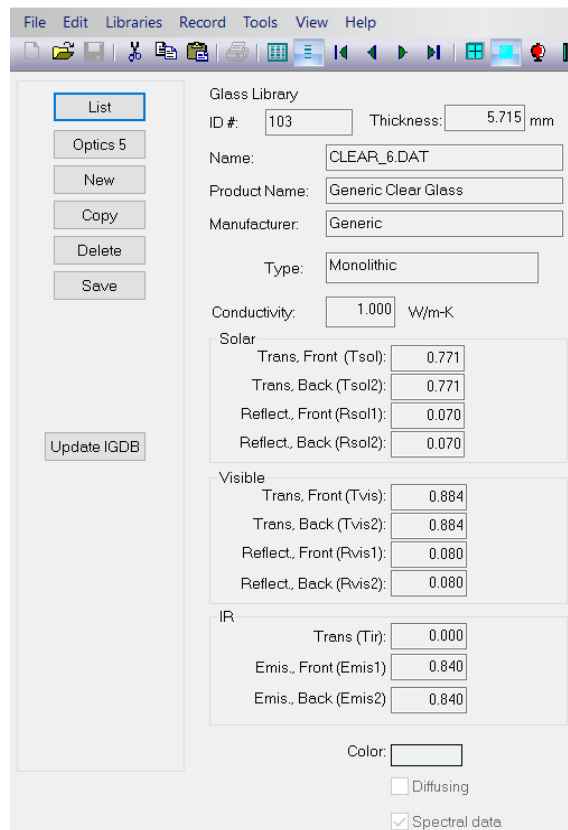 File Edit Libraries Record Tools View Help
List
Optics 5
New
Copy
Delete
Save
Update IGDB
Glass Library
ID #: 103 Thickness: 5.715 mm
Name: CLEAR_6.DAT
Product Name: Generic Clear Glass
Manufacturer: Generic
Type: Monolithic
Conductivity: 1.000 W/m-K
Solar
Trans, Front (Tsol): 0.771
Trans, Back (Tsol2): 0.771
Reflect., Front (Rsol1): 0.070
Reflect., Back (Rsol2): 0.070
Visible
Trans, Front (Tvis): 0.884
Trans, Back (Tvis2): 0.884
Reflect., Front (Rvis1): 0.080
Reflect., Back (Rvis2): 0.080
IR
Trans (Tir): 0.000
Emis., Front (Emis1) 0.840
Emis., Back (Emis2) 0.840
Color:
Diffusing
Spectral data